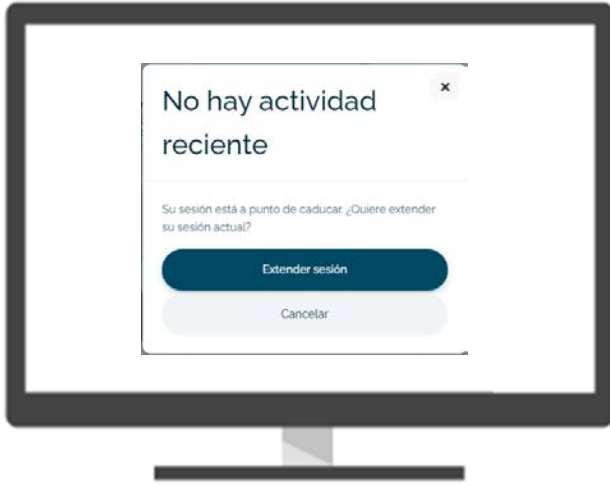 No hay actividad
reciente
Su sesión está a punto de caducar ¿Quiere extender
su sesión actual?
Extender sesión
Cancelar